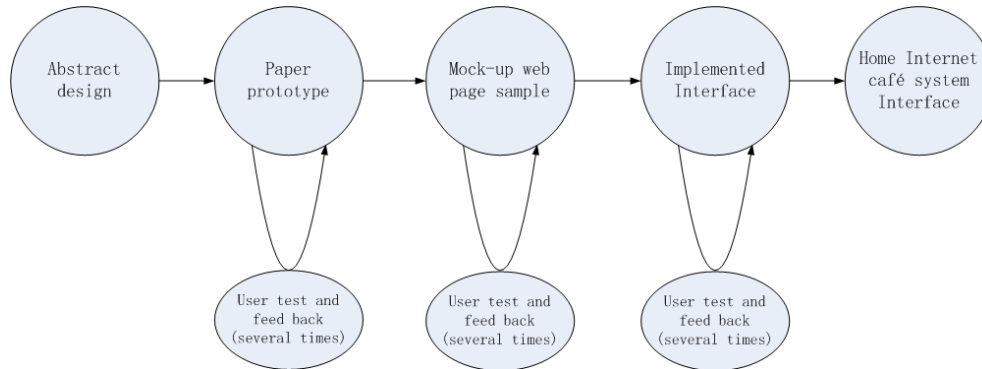 Abstract
design
Paper
prototype
Mock-up web
page sample
Implemented
Interface
Home Internet
café system
Interface
User test and
feed back
(several times)
User test and
feed back
(several times)
User test and
feed back
(several times)